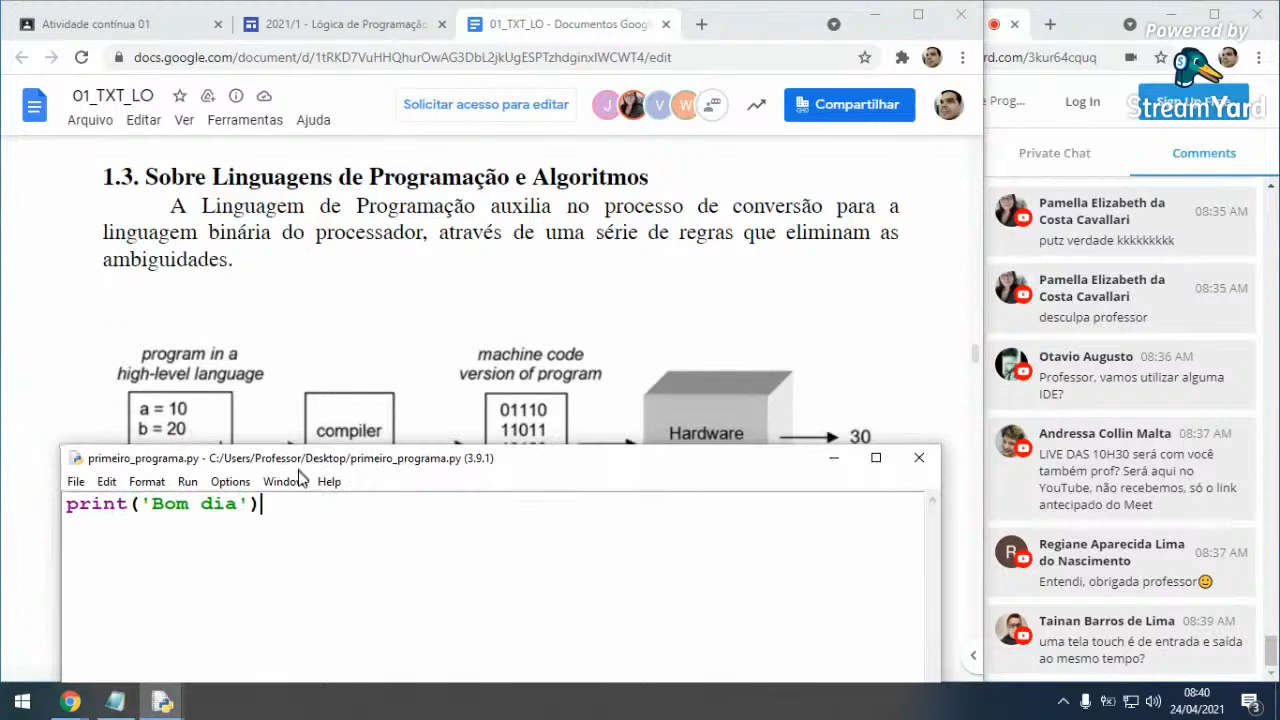 Atividade contínua 01
2021/1 - Lógica de Programação
01_TXT_LO - Documentos Goog
docs.google.com/document/d/1tRKD7VuHHQhurOwAG3DbL2jkUgESPTzhdginxIWCWT4/edit
rd.com/3kur64cquq
Powered by
StreamYard
01_TXT_LO
Arquivo Editar Ver Ferramentas Ajuda
Solicitar acesso para editar
J V W
Compartilhar
Prog...
Log In
Private Chat
Comments
1.3. Sobre Linguagens de Programação e Algoritmos
A Linguagem de Programação auxilia no processo de conversão para a
linguagem binária do processador, através de uma série de regras que eliminam as
ambiguidades.
program in a
high-level language
a = 10
b = 20
compiler
machine code
version of program
01110
11011
Hardware
30
primeiro_programa.py - C:/Users/Professor/Desktop/primeiro_programa.py (3.9.1)
File Edit Format Run Options Window Help
print('Bom dia')
Pamella Elizabeth da
Costa Cavallari
08:35 AM
putz verdade kkkkkkkkk
Pamella Elizabeth da
Costa Cavallari
08:35 AM
desculpa professor
Otavio Augusto 08:36 AM
Professor, vamos utilizar alguma
IDE?
Andressa Collin Malta 08:37 AM
LIVE DAS 10H30 será com você
também prof? Será aqui no
YouTube, não recebemos, só o link
antecipado do Meet
R
Regiane Aparecida Lima
do Nascimento
08:37 AM
Entendi, obrigada professor😊
Tainan Barros de Lima 08:39 AM
uma tela touch é de entrada e saída
ao mesmo tempo?
08:40
24/04/2021
3